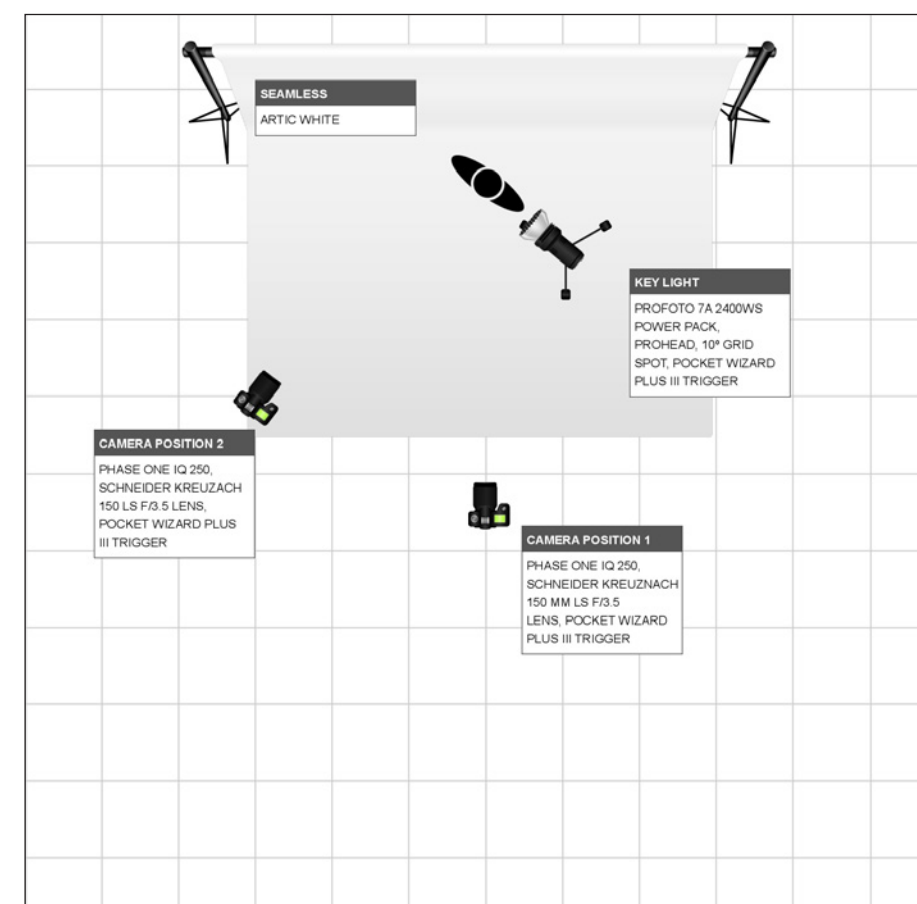 SEAMLESS
ARTIC WHITE
KEY LIGHT
PROFOTO 7A 2400WS
POWER PACK,
PROHEAD, 10º GRID
SPOT, POCKET WIZARD
PLUS III TRIGGER
CAMERA POSITION 2
PHASE ONE IQ 250,
SCHNEIDER KREUZACH
150 LS F/3.5 LENS,
POCKET WIZARD PLUS
III TRIGGER
CAMERA POSITION 1
PHASE ONE IQ 250,
SCHNEIDER KREUZNACH
150 MM LS F/3.5
LENS, POCKET WIZARD
PLUS III TRIGGER